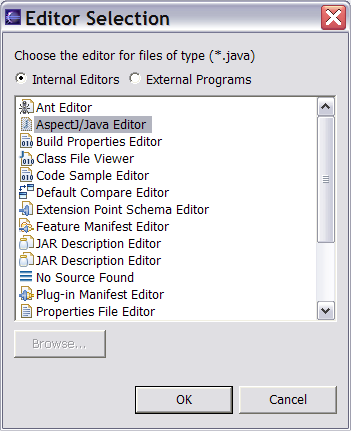 Editor Selection
Choose the editor for files of type (*.java)
Internal Editors External Programs
Ant Editor
AspectJ/Java Editor
Build Properties Editor
Class File Viewer
Code Sample Editor
Default Compare Editor
Extension Point Schema Editor
Feature Manifest Editor
JAR Description Editor
JAR Description Editor
No Source Found
Plug-in Manifest Editor
Properties File Editor
Browse...
OK Cancel